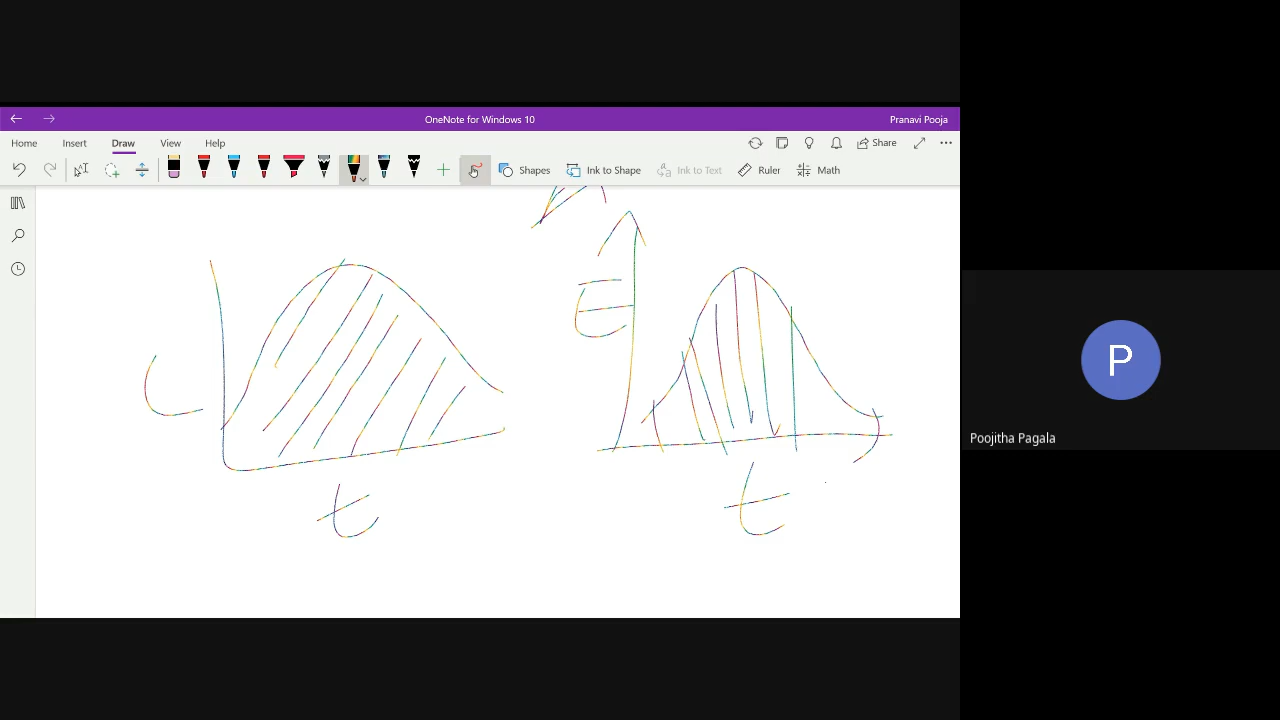 OneNote for Windows 10
Pranavi Pooja
Home Insert Draw View Help
Share
Shapes Ink to Shape Ink to Text Ruler Math
C
E
t
t
P
Poojitha Pagala